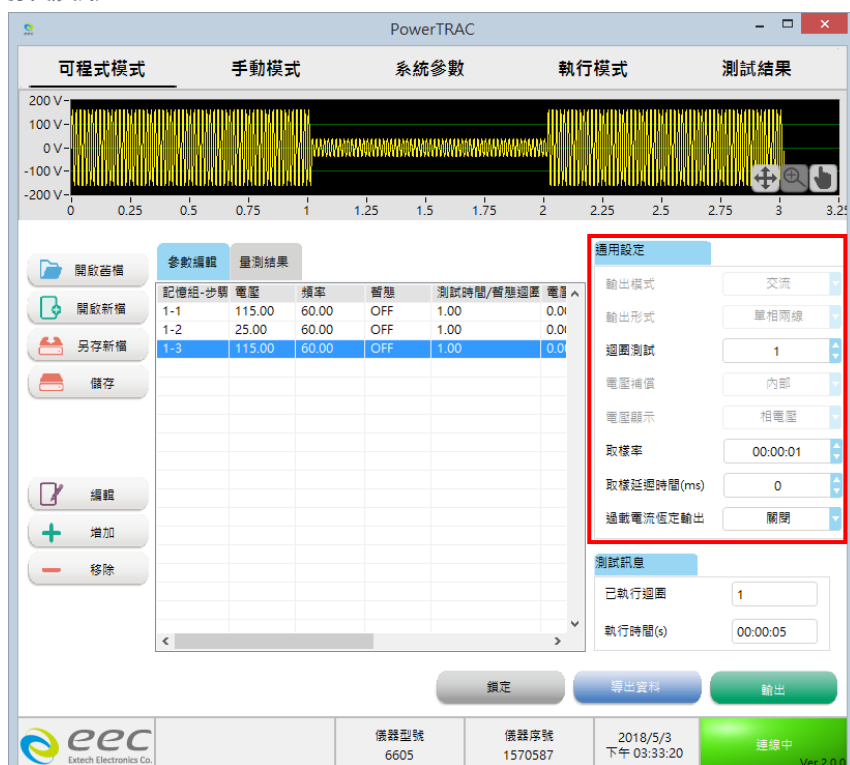 PowerTRAC
可程式模式 手動模式 系統參數 執行模式 測試結果
200 V
100 V
0 V
-100 V
-200 V
0 0.25 0.5 0.75 1 1.25 1.5 1.75 2 2.25 2.5 2.75 3 3.25
開啟舊檔
開啟新檔
另存新檔
儲存
編輯
增加
移除
參數編輯 量測結果
記憶組-步驟 電壓 頻率 暫態 測試時間/暫態迴圈 電壓
1-1 115.00 60.00 OFF 1.00 0.00
1-2 25.00 60.00 OFF 1.00 0.00
1-3 115.00 60.00 OFF 1.00 0.00
通用設定
輸出模式 交流
輸出形式 單相兩線
迴圈測試 1
電壓補償 內部
電壓顯示 相電壓
取樣率 00:00:01
取樣延遲時間(ms) 0
過載電流恆定輸出 關閉
測試訊息
已執行迴圈 1
執行時間(s) 00:00:05
鎖定 導出資料 輸出
eec
Extech Electronics Co.
儀器型號
6605
儀器序號
1570587
2018/5/3
下午 03:33:20
連線中
Ver 2.0.0